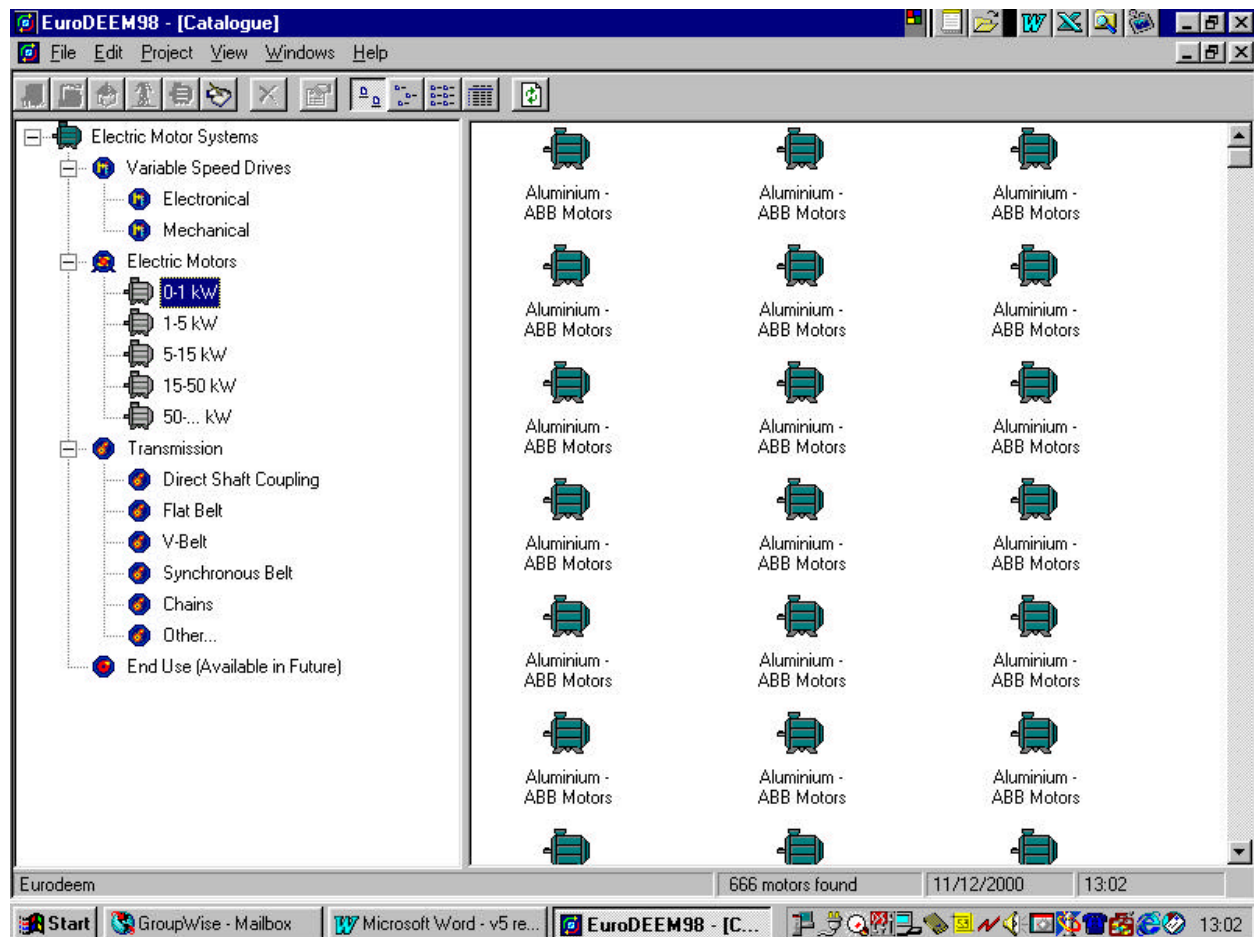 EuroDEEM98 - [Catalogue]
File Edit Project View Windows Help
Electric Motor Systems
Variable Speed Drives
Electronical
Mechanical
Electric Motors
0-1 kW
1-5 kW
5-15 kW
15-50 kW
50-... kW
Transmission
Direct Shaft Coupling
Flat Belt
V-Belt
Synchronous Belt
Chains
Other...
End Use (Available in Future)
Aluminium - Aluminium - Aluminium -
ABB Motors ABB Motors ABB Motors
Aluminium - Aluminium - Aluminium -
ABB Motors ABB Motors ABB Motors
Aluminium - Aluminium - Aluminium -
ABB Motors ABB Motors ABB Motors
Aluminium - Aluminium - Aluminium -
ABB Motors ABB Motors ABB Motors
Aluminium - Aluminium - Aluminium -
ABB Motors ABB Motors ABB Motors
Aluminium - Aluminium - Aluminium -
ABB Motors ABB Motors ABB Motors
Eurodeem 666 motors found 11/12/2000 13:02
Start GroupWise - Mailbox Microsoft Word - v5 re... EuroDEEM98 - [C... 13:02